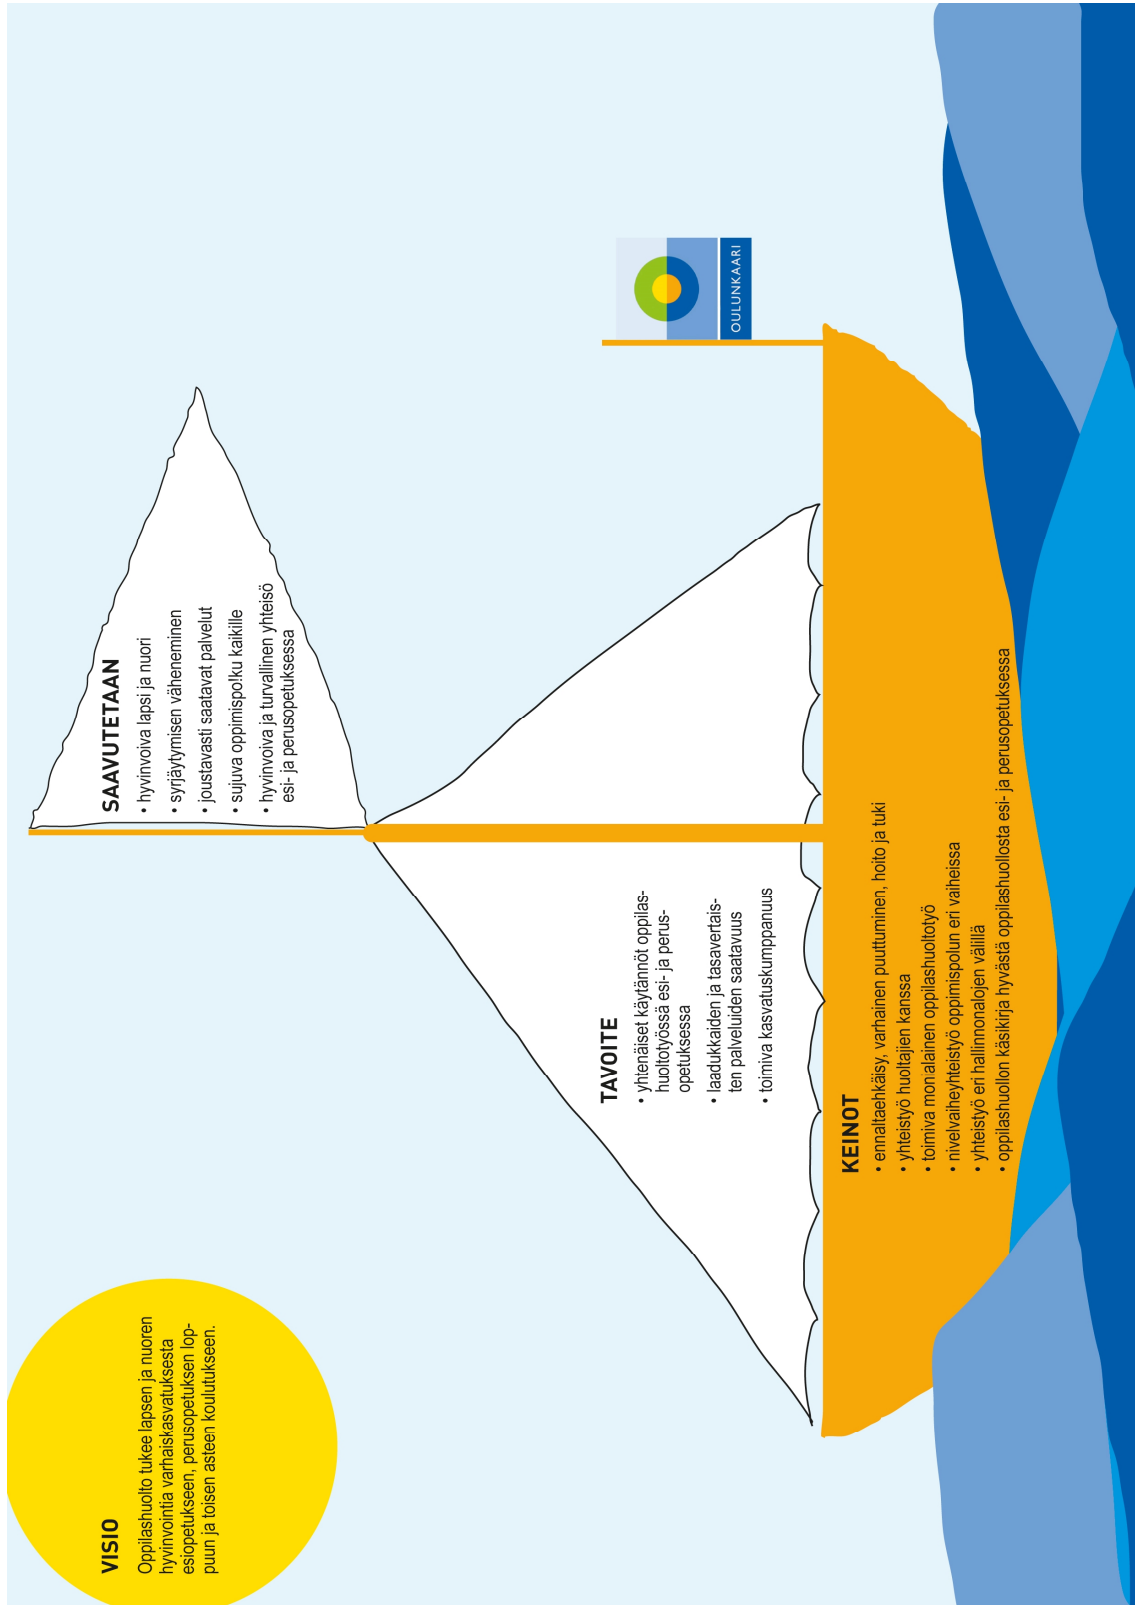 VISIO
Oppilashuolto tukee lapsen ja nuoren
hyvinvointia varhaiskasvatuksesta
esiopetukseen, perusopetuksen lop-
puun ja toisen asteen koulutukseen.
SAAVUTETAAN
• hyvinvoiva lapsi ja nuori
• syrjäytymisen väheneminen
• joustavasti saatavat palvelut
• sujuva oppimispo!ku kaikille
• hyvinvoiva ja turvallinen yhteisö
esi- ja perusopetuksessa
TAVOITE
• yhtenäiset käytännöt oppilas-
huoltotyössä esi- ja perus-
opetuksessa
• laadukkaiden ja tasavertais-
ten palveluiden saatavuus
• toimiva kasvatuskumppanuus
OULUNKAARI
KEINOT
• ennaltaehkäisy, varhainen puuttuminen, hoito ja tuki
• yhteistyö huoltajien kanssa
• toimiva monialainen oppilashuoltotyö
• nivelvaiheyhteistyö oppimispolun eri vaiheissa
• yhteistyö eri hallinnonalojen välillä
• oppilashuollon käsikirja hyvästä oppilashuollosta esi- ja perusopetuksessa